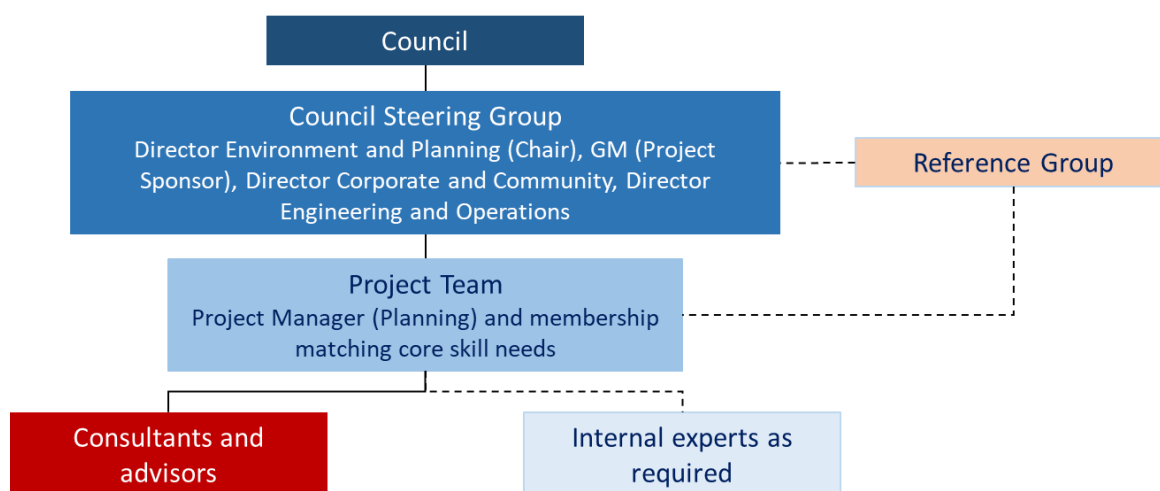 Council
Council Steering Group
Director Environment and Planning (Chair), GM (Project
Sponsor), Director Corporate and Community, Director
Engineering and Operations
Reference Group
Project Team
Project Manager (Planning) and membership
matching core skill needs
Consultants and
advisors
Internal experts as
required